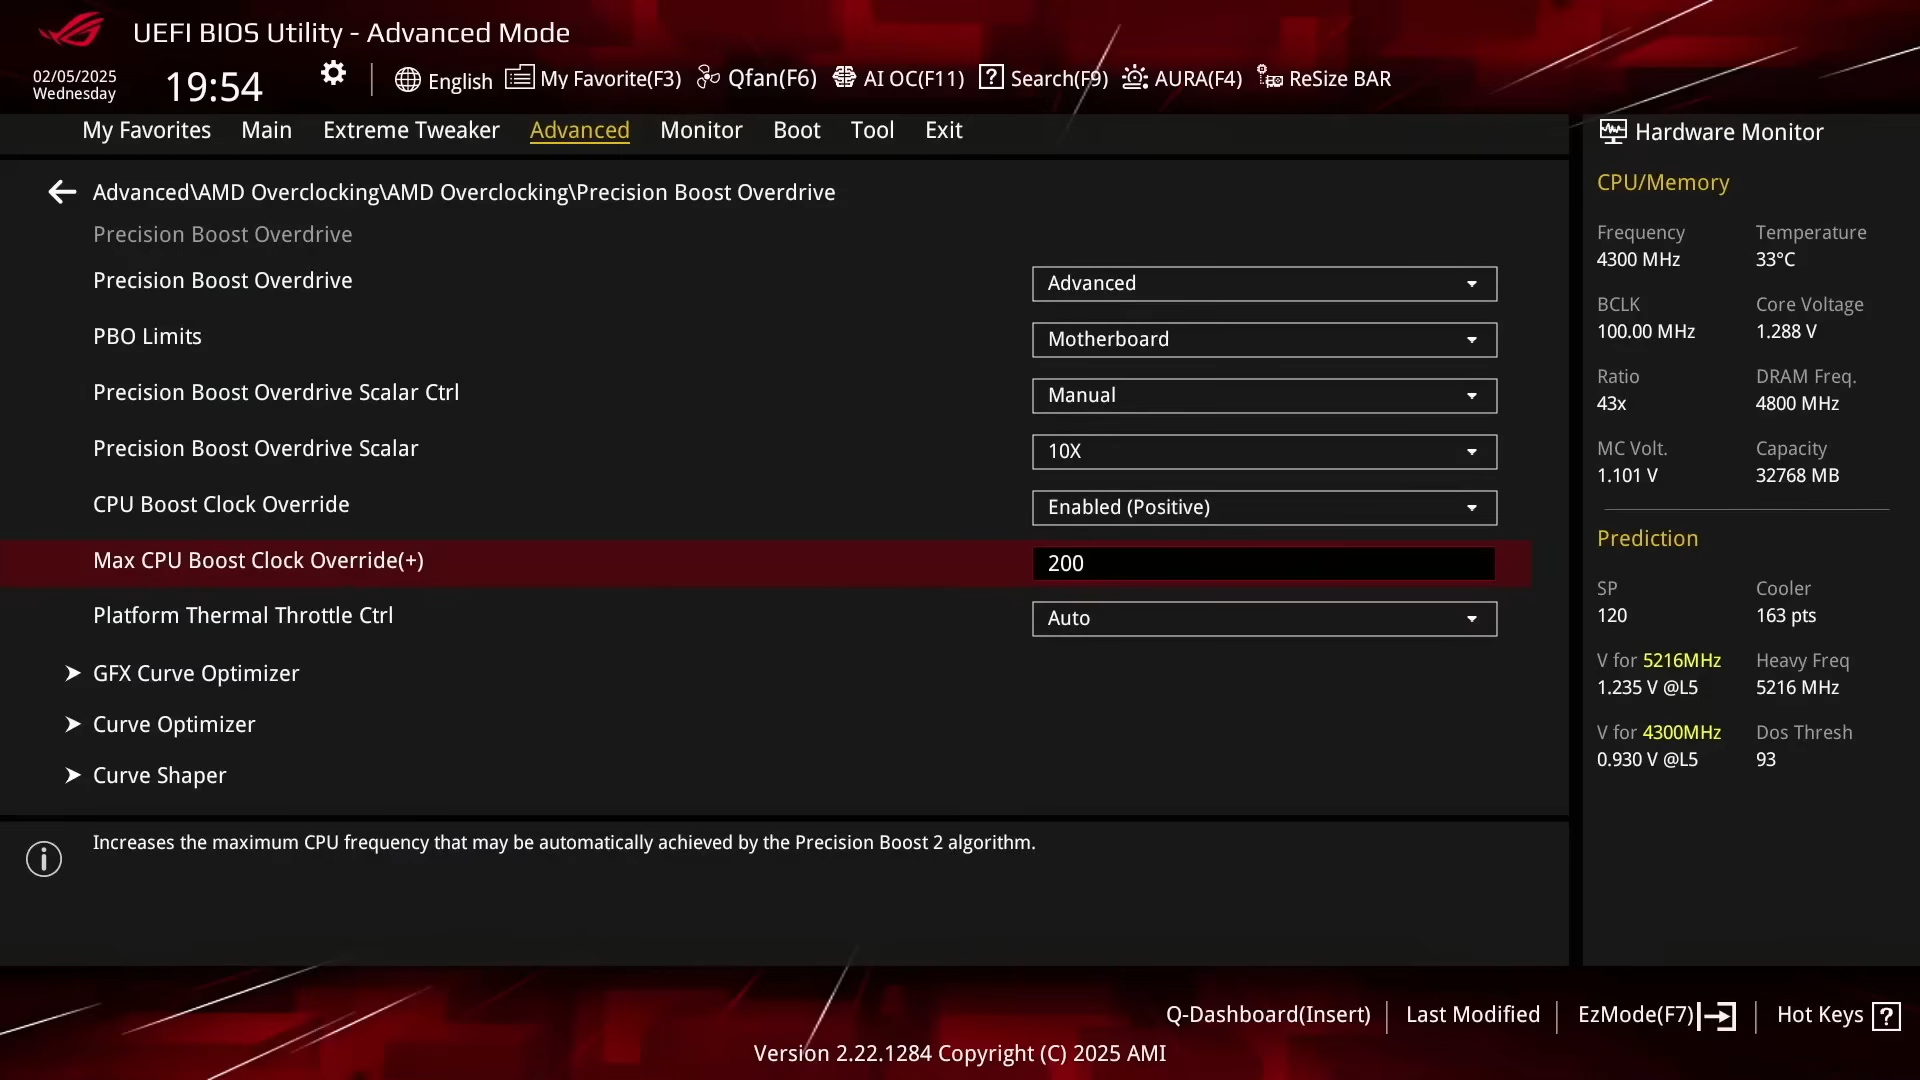 UEFI BIOS Utility - Advanced Mode
02/05/2025
Wednesday
19:54
English
My Favorite(F3)
Qfan(F6)
AI OC(F11)
Search(F9)
AURA(F4)
ReSize BAR
My Favorites
Main
Extreme Tweaker
Advanced
Monitor
Boot
Tool
Exit
Advanced\AMD Overclocking\AMD Overclocking\Precision Boost Overdrive
Precision Boost Overdrive
Precision Boost Overdrive
Advanced
PBO Limits
Motherboard
Precision Boost Overdrive Scalar Ctrl
Manual
Precision Boost Overdrive Scalar
10X
CPU Boost Clock Override
Enabled (Positive)
Max CPU Boost Clock Override(+)
200
Platform Thermal Throttle Ctrl
Auto
GFX Curve Optimizer
Curve Optimizer
Curve Shaper
Increases the maximum CPU frequency that may be automatically achieved by the Precision Boost 2 algorithm.
Hardware Monitor
CPU/Memory
Frequency
4300 MHz
Temperature
33°C
BCLK
100.00 MHz
Core Voltage
1.288 V
Ratio
43x
DRAM Freq.
4800 MHz
MC Volt.
1.101 V
Capacity
32768 MB
Prediction
SP
120
Cooler
163 pts
V for 5216MHz
1.235 V @L5
Heavy Freq
5216 MHz
V for 4300MHz
0.930 V @L5
Dos Thresh
93
Q-Dashboard(Insert)
Last Modified
EzMode(F7)
Hot Keys ?
Version 2.22.1284 Copyright (C) 2025 AMI